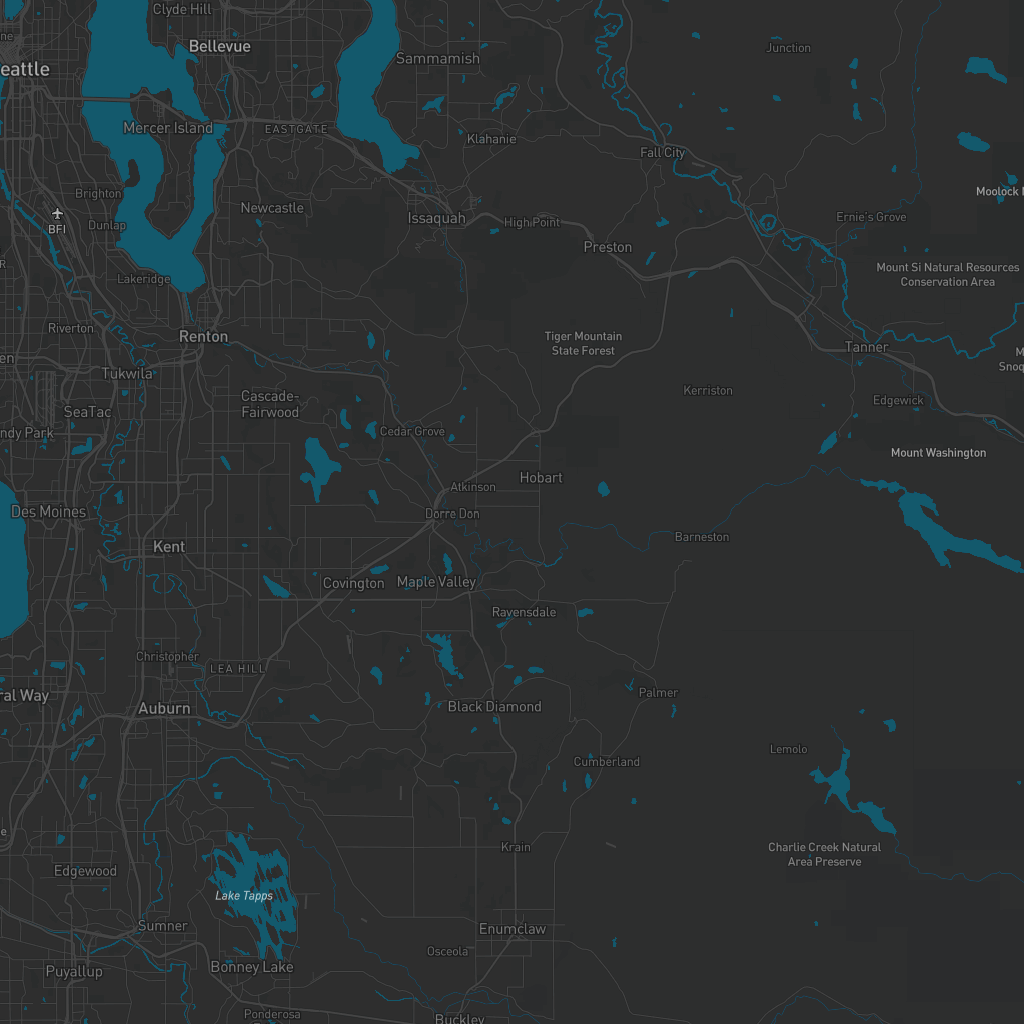 Clyde Hill
Bellevue
Sammamish
Junction
eattle
Mercer Island
EASTGATE
Klahanie
Fall City
Moolock
Brighton
BFI
Dunlap
Newcastle
Issaquah
High Point
Preston
Ernie's Grove
Mount Si Natural Resources
Conservation Area
Lakeridge
Riverton
Renton
Tiger Mountain
State Forest
Tanner
Snoq
Tukwila
Cascade-
Fairwood
Kerriston
Edgewick
SeaTac
ndy Park
Cedar Grove
Mount Washington
Hobart
Atkinson
Des Moines
Dorre Don
Kent
Barneston
Covington
Maple Valley
Ravensdale
Christopher
LEA HILL
ral Way
Auburn
Black Diamond
Palmer
Lemolo
Cumberland
Krain
Charlie Creek Natural
Area Preserve
Edgewood
Lake Tapps
Sumner
Enumclaw
Osceola
Puyallup
Bonney Lake
Ponderosa
Buckley